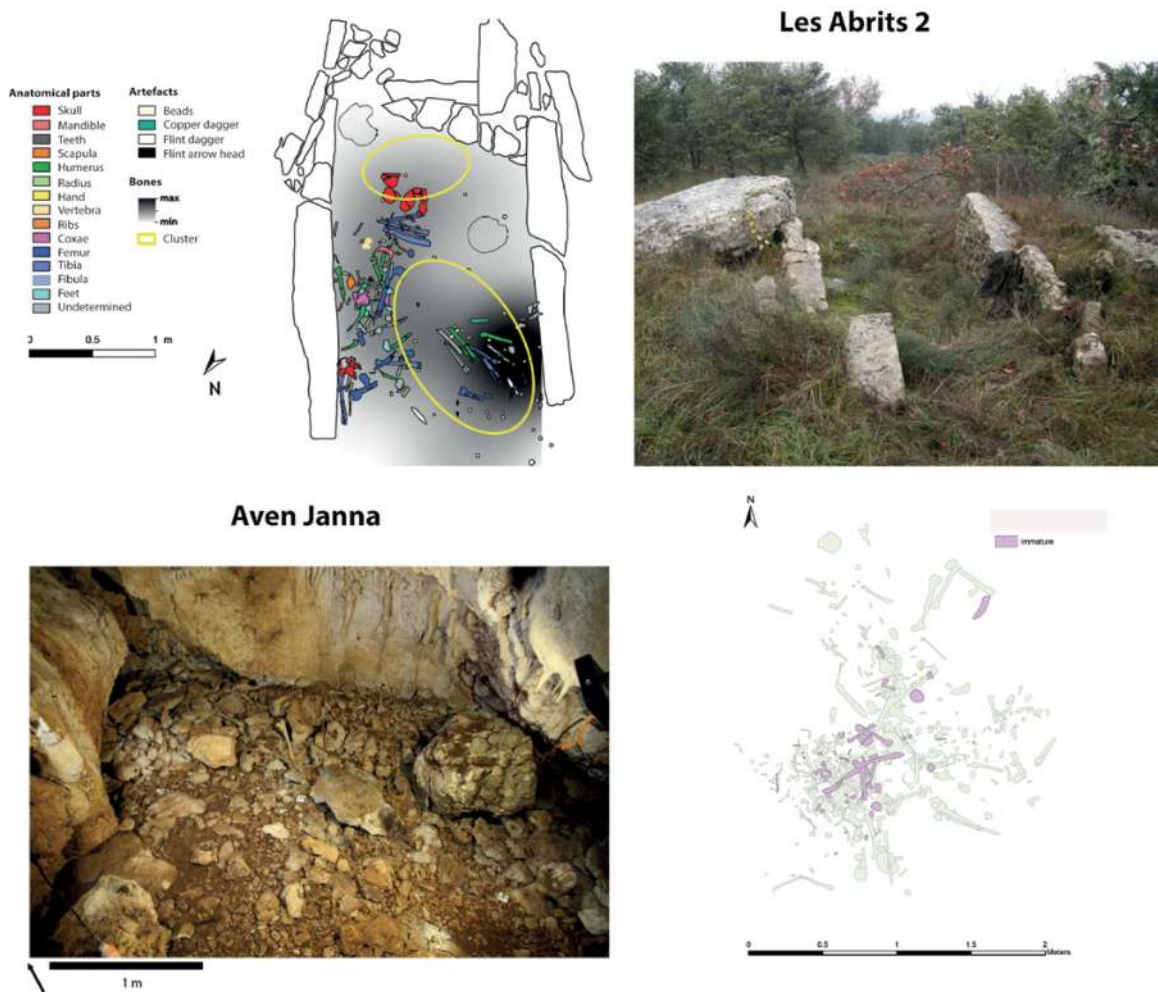 Les Abrits 2
Anatomical parts
Skull
Mandible
Teeth
Scapula
Humerus
Radius
Hand
Vertebra
Ribs
Coxae
Femur
Tibia
Fibula
Feet
Undetermined
Artefacts
Beads
Copper dagger
Flint dagger
Flint arrow head
Bones
max
min
Cluster
0 0.5 1 m
N
Aven Janna
1 m
N
immature
0 0.5 1 1.5 2
Meters